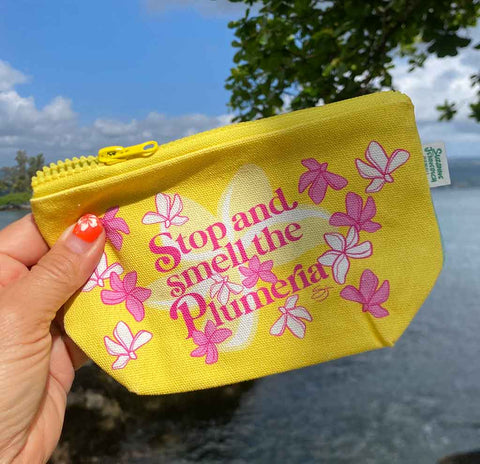 Stop and
smell the
Plumeria